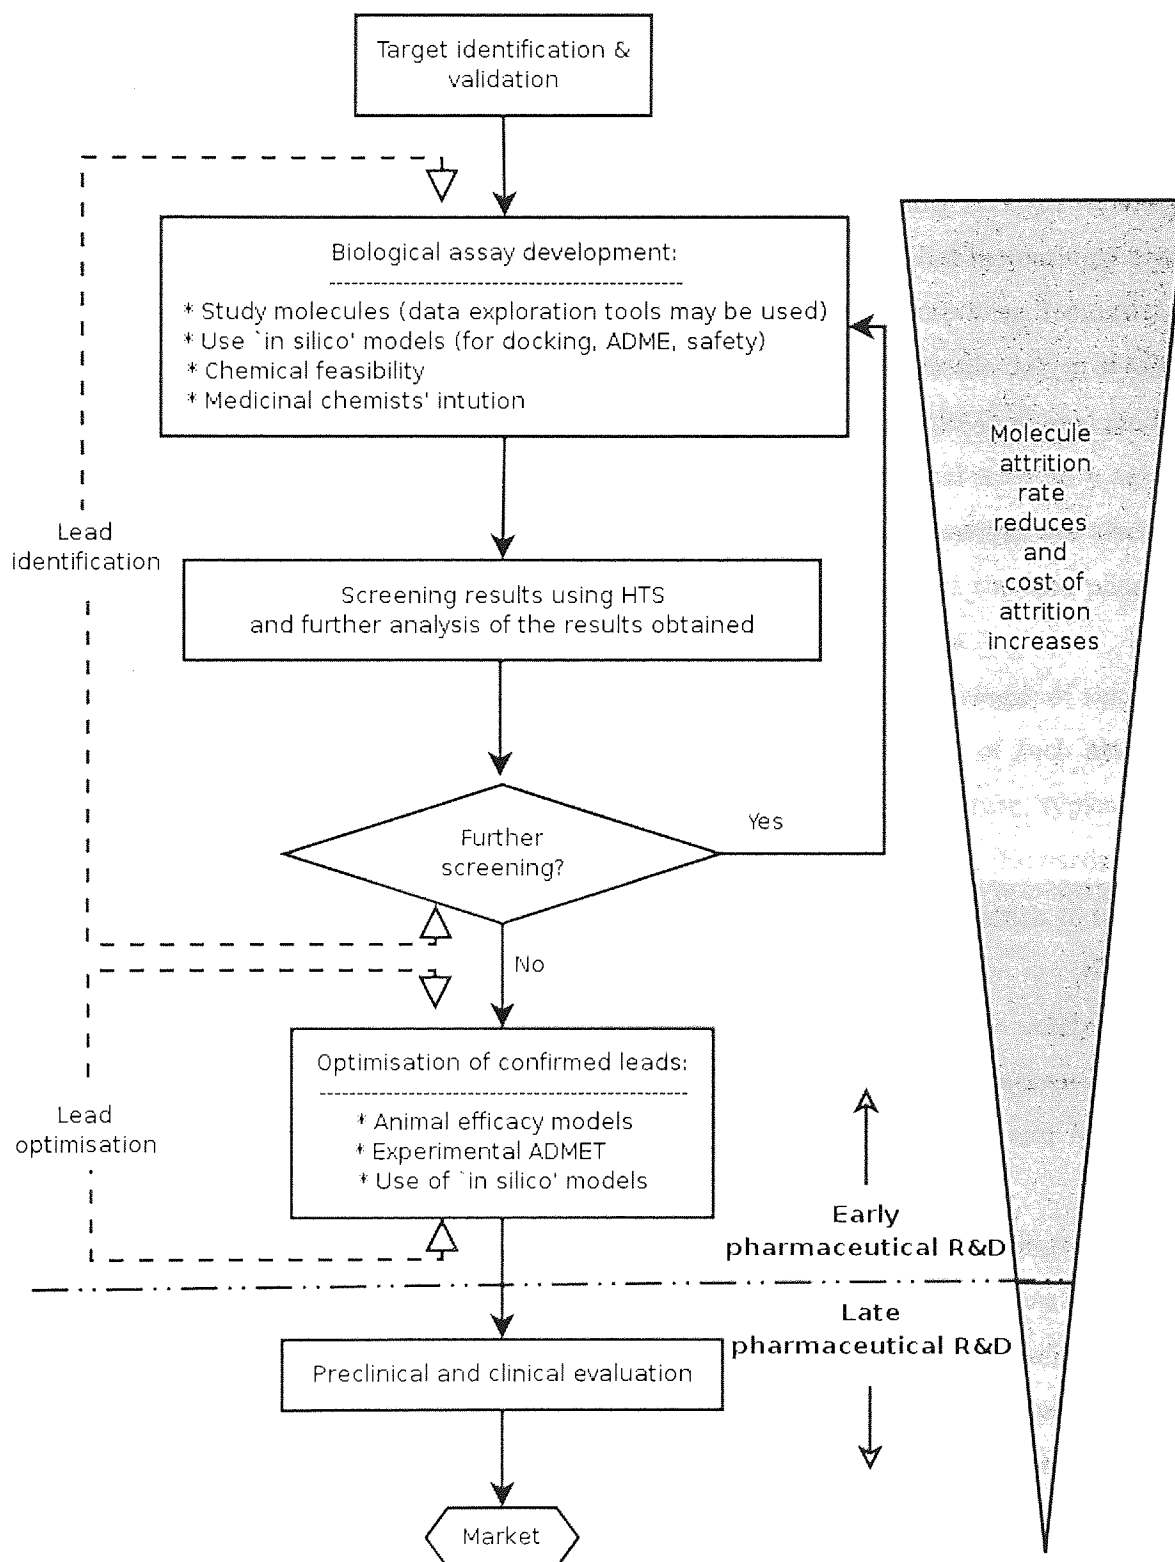 Target identification &
validation
Biological assay development:
* Study molecules (data exploration tools may be used)
* Use `in silico' models (for docking, ADME, safety)
* Chemical feasibility
* Medicinal chemists' intution
Lead
identification
Screening results using HTS
and further analysis of the results obtained
Molecule
attrition
rate
reduces
and
cost of
attrition
increases
Further
screening?
Yes
No
Optimisation of confirmed leads:
* Animal efficacy models
* Experimental ADMET
* Use of `in silico' models
Lead
optimisation
Early
pharmaceutical R&D
Late
pharmaceutical R&D
Preclinical and clinical evaluation
Market